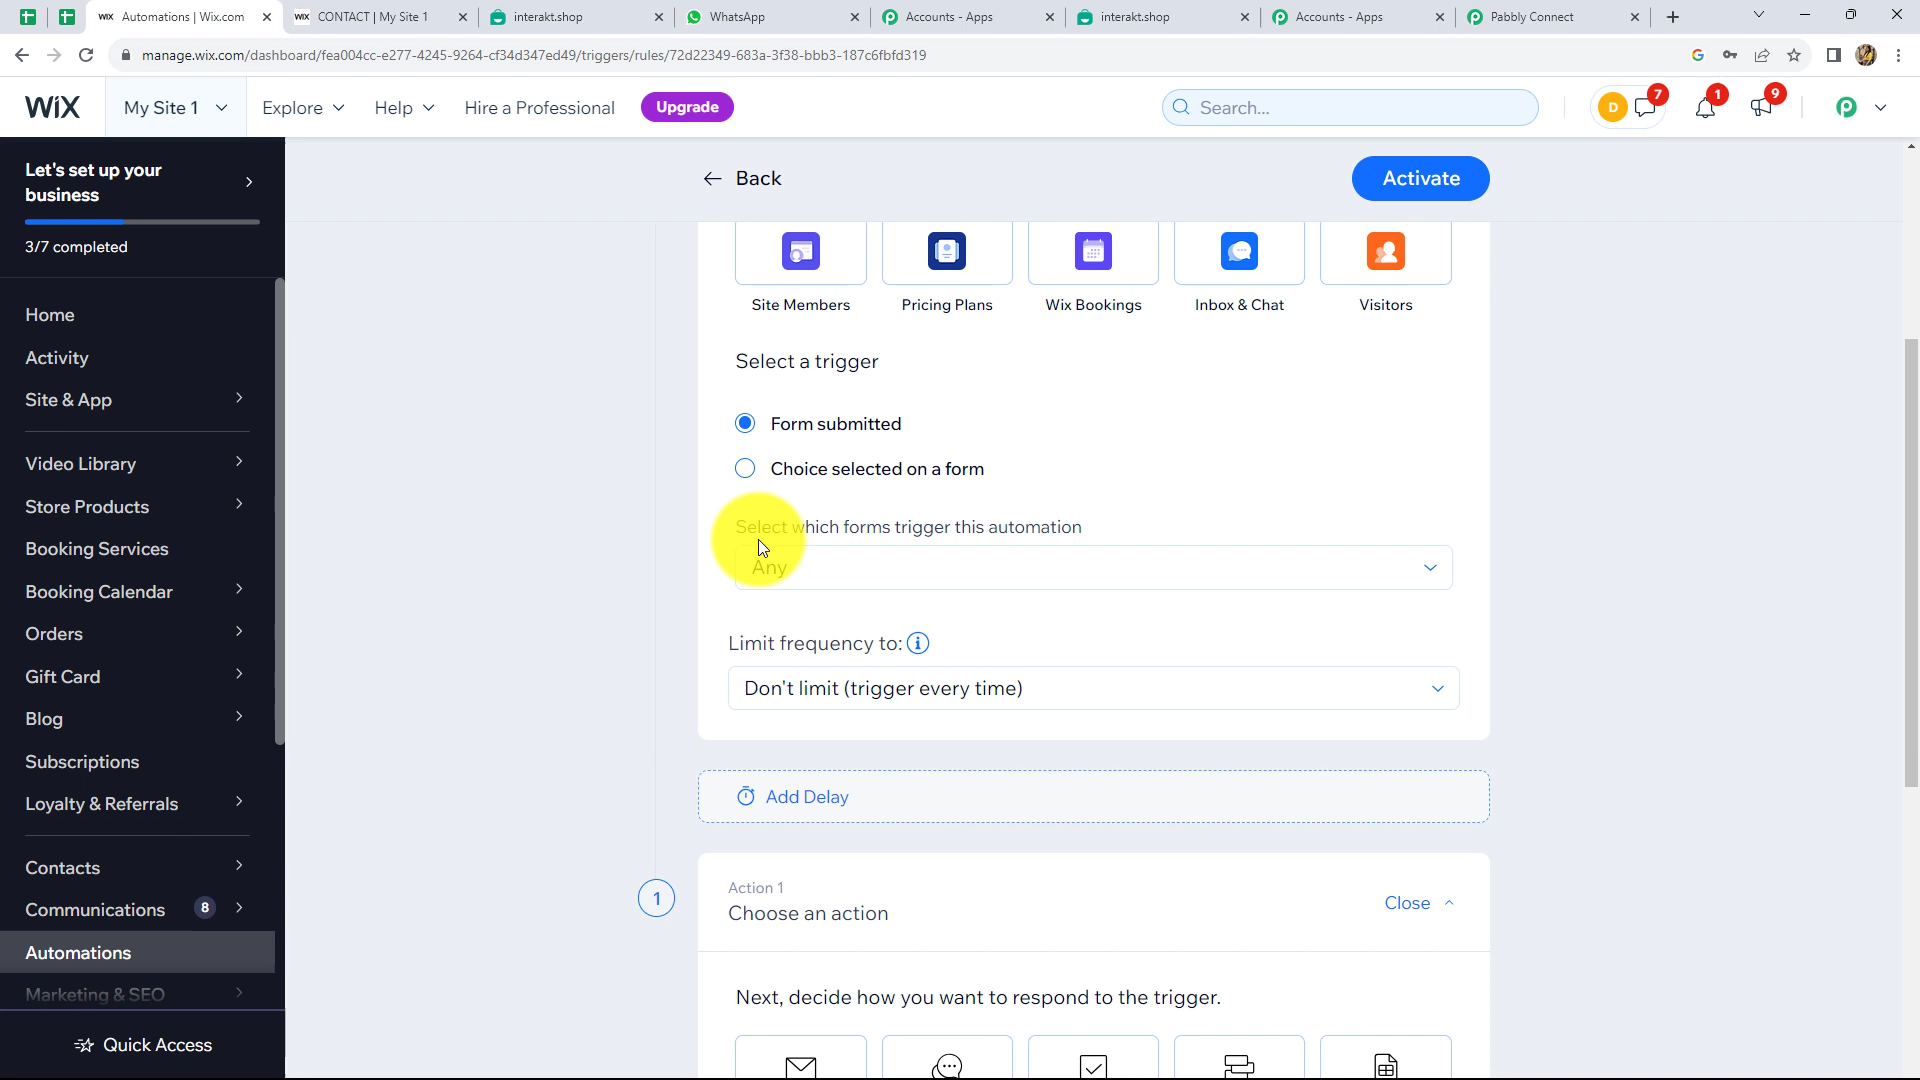 Automations | Wix.com
CONTACT | My Site 1
interakt.shop
WhatsApp
Accounts - Apps
interakt.shop
Accounts - Apps
Pabbly Connect
manage.wix.com/dashboard/fea004cc-e277-4245-9264-cf34d347ed49/triggers/rules/72d22349-683a-3f38-bbb3-187c6fbfd319
WiX
My Site 1
Explore
Help
Hire a Professional
Upgrade
Search...
D
7
1
9
Let's set up your
business
3/7 completed
Home
Activity
Site & App
Video Library
Store Products
Booking Services
Booking Calendar
Orders
Gift Card
Blog
Subscriptions
Loyalty & Referrals
Contacts
Communications 8
Automations
Marketing & SEO
Quick Access
Back
Activate
Site Members
Pricing Plans
Wix Bookings
Inbox & Chat
Visitors
Select a trigger
Form submitted
Choice selected on a form
Select which forms trigger this automation
Any
Limit frequency to:
Don't limit (trigger every time)
Add Delay
1
Action 1
Choose an action
Close
Next, decide how you want to respond to the trigger.